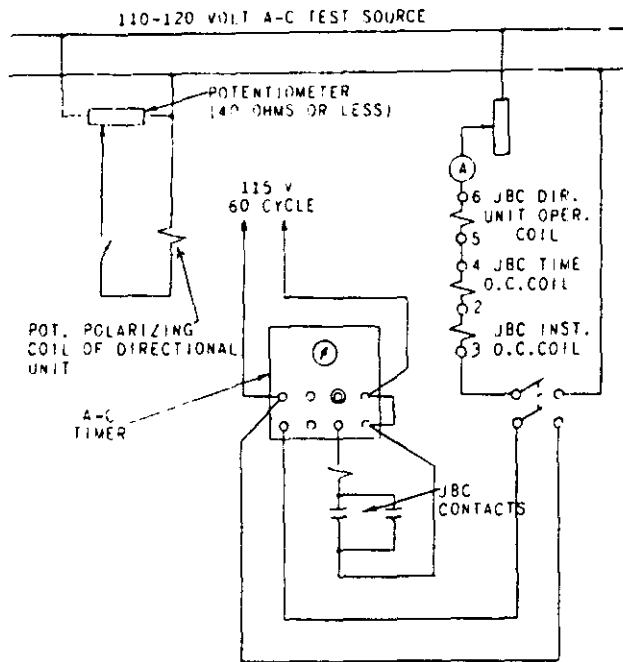 110-120 VOLT A-C TEST SOURCE
POTENTIOMETER
(40 OHMS OR LESS)
A
115 V
60 CYCLE
6 JBC DIR.
UNIT OPER.
5 COIL
4 JBC TIME
O.C.COIL
2
JBC INST.
3 O.C.COIL
POT. POLARIZING
COIL OF DIRECTIONAL
UNIT
A-C
TIMER
JBC
CONTACTS